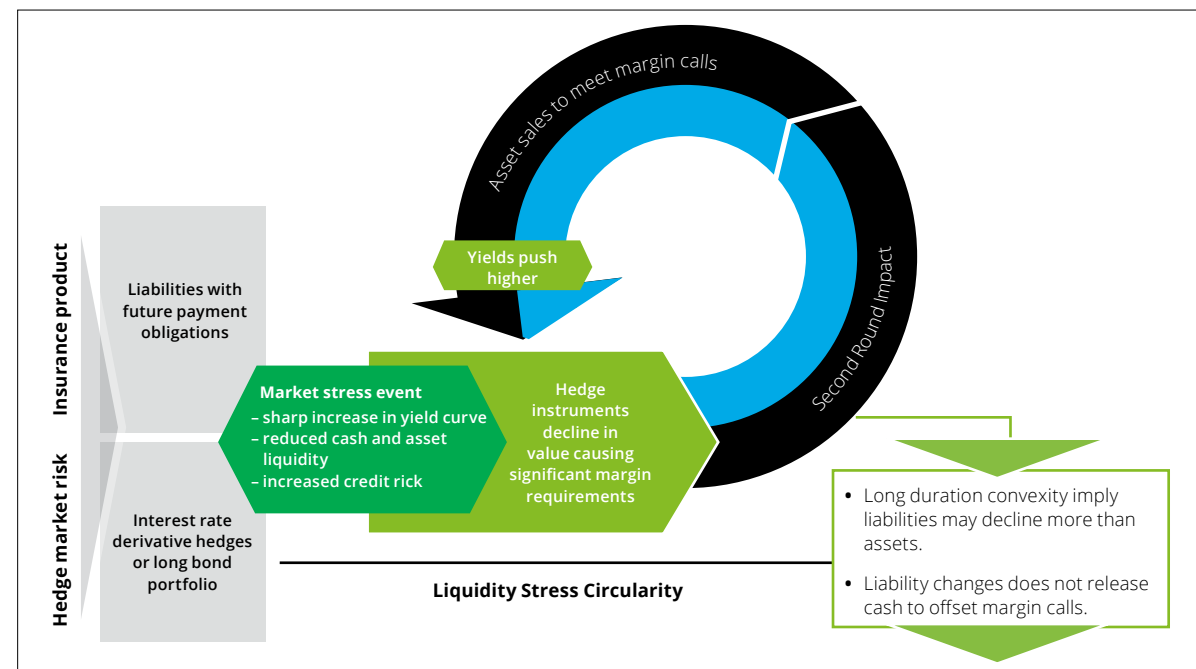 Asset sales to meet margin calls
Yields push
higher
Second Round Impact
Insurance product
Hedge market risk
Liabilities with
future payment
obligations
Interest rate
derivative hedges
or long bond
portfolio
Market stress event
– sharp increase in yield curve
– reduced cash and asset
liquidity
– increased credit rick
Hedge
instruments
decline in
value causing
significant margin
requirements
Liquidity Stress Circularity
• Long duration convexity imply
liabilities may decline more than
assets.
• Liability changes does not release
cash to offset margin calls.